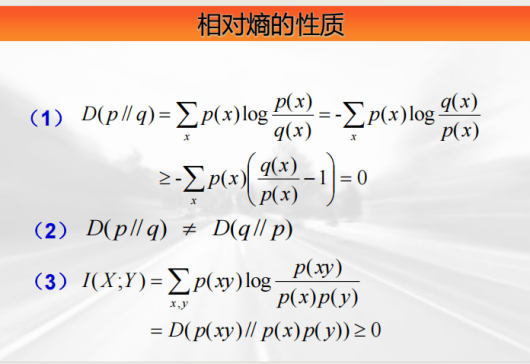 相对熵的性质
（1） D(p // q) = ∑ₓ p(x) log p(x)/q(x) = -∑ₓ p(x) log q(x)/p(x)
≥ -∑ₓ p(x)( q(x)/p(x) − 1 ) = 0
（2） D(p // q) ≠ D(q // p)
（3） I(X;Y) = ∑ₓ,ᵧ p(xy) log p(xy)/p(x)p(y)
= D(p(xy) // p(x)p(y)) ≥ 0